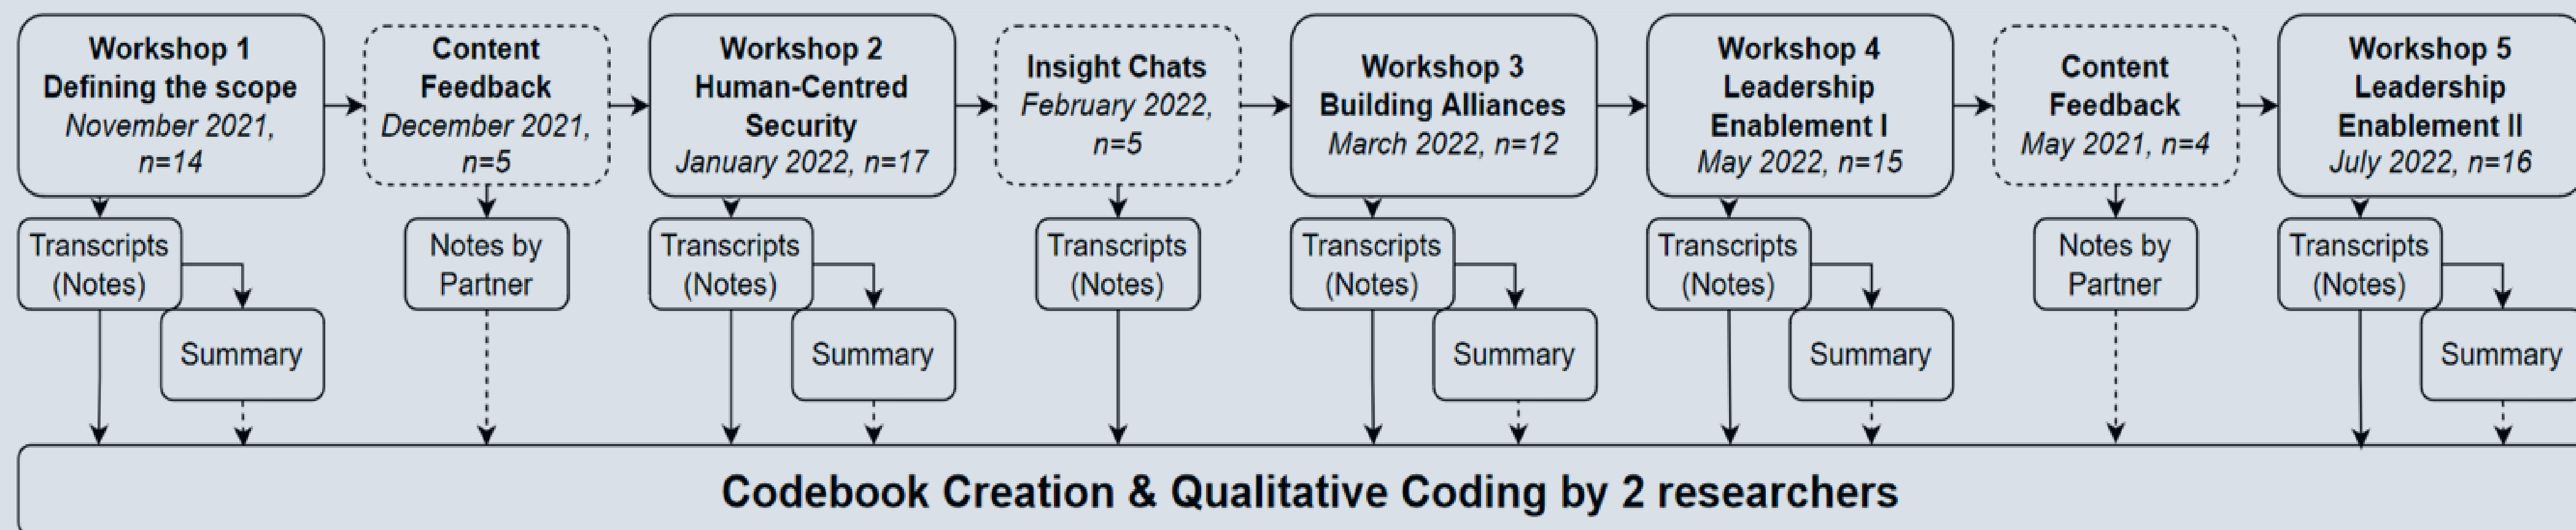 Workshop 1
Defining the scope
November 2021,
n=14
Content
Feedback
December 2021,
n=5
Workshop 2
Human-Centred
Security
January 2022, n=17
Insight Chats
February 2022,
n=5
Workshop 3
Building Alliances
March 2022, n=12
Workshop 4
Leadership
Enablement I
May 2022, n=15
Content
Feedback
May 2021, n=4
Workshop 5
Leadership
Enablement II
July 2022, n=16
Transcripts
(Notes)
Summary
Notes by
Partner
Transcripts
(Notes)
Summary
Transcripts
(Notes)
Transcripts
(Notes)
Summary
Transcripts
(Notes)
Summary
Notes by
Partner
Transcripts
(Notes)
Summary
Codebook Creation & Qualitative Coding by 2 researchers